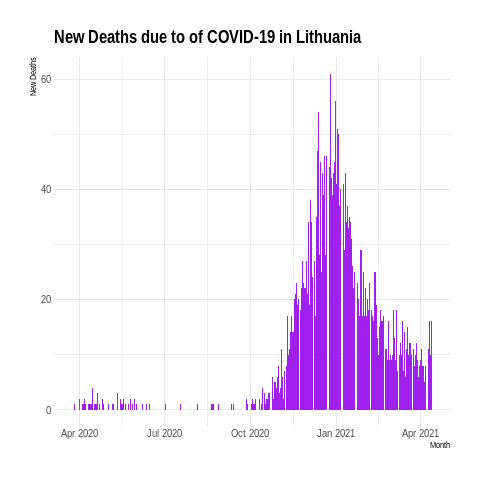 New Deaths due to of COVID-19 in Lithuania
New Deaths
60
40
20
0
Apr 2020 Jul 2020 Oct 2020 Jan 2021 Apr 2021
Month